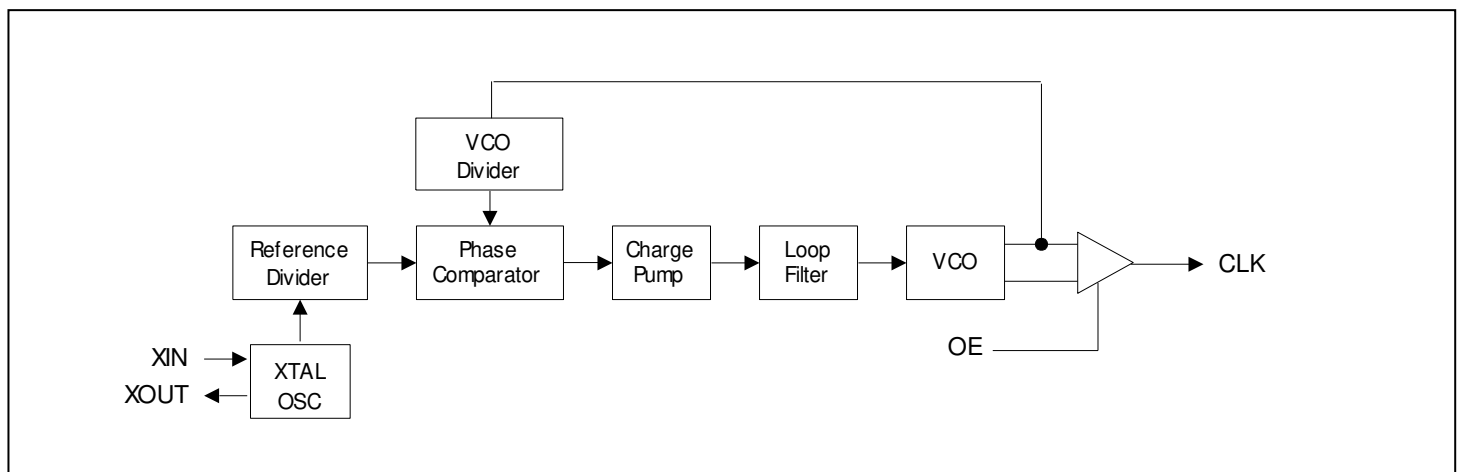 VCO
Divider
Reference
Divider
Phase
Comparator
Charge
Pump
Loop
Filter
VCO
CLK
OE
XIN
XOUT
XTAL
OSC